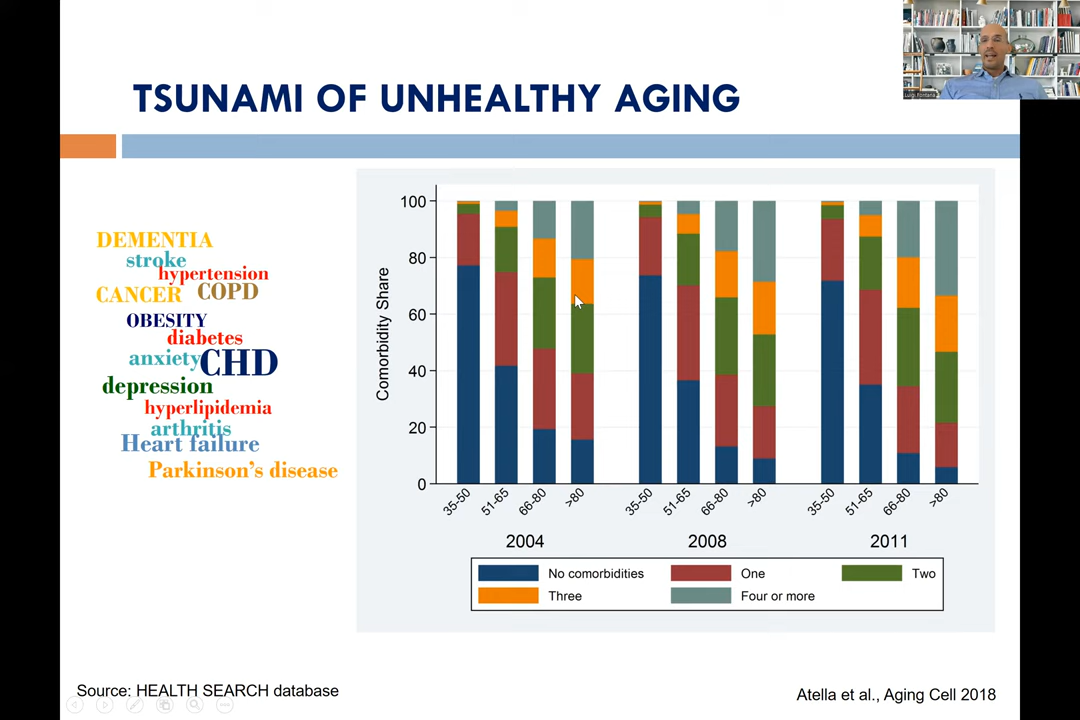 Luigi Fontana
TSUNAMI OF UNHEALTHY AGING
DEMENTIA
stroke
hypertension
CANCER COPD
OBESITY
diabetes
anxiety CHD
depression
hyperlipidemia
arthritis
Heart failure
Parkinson's disease
Comorbidity Share
100
80
60
40
20
0
35-50 51-65 66-80 >80 35-50 51-65 66-80 >80 35-50 51-65 66-80 >80
2004 2008 2011
No comorbidities One Two
Three Four or more
Source: HEALTH SEARCH database
Atella et al., Aging Cell 2018